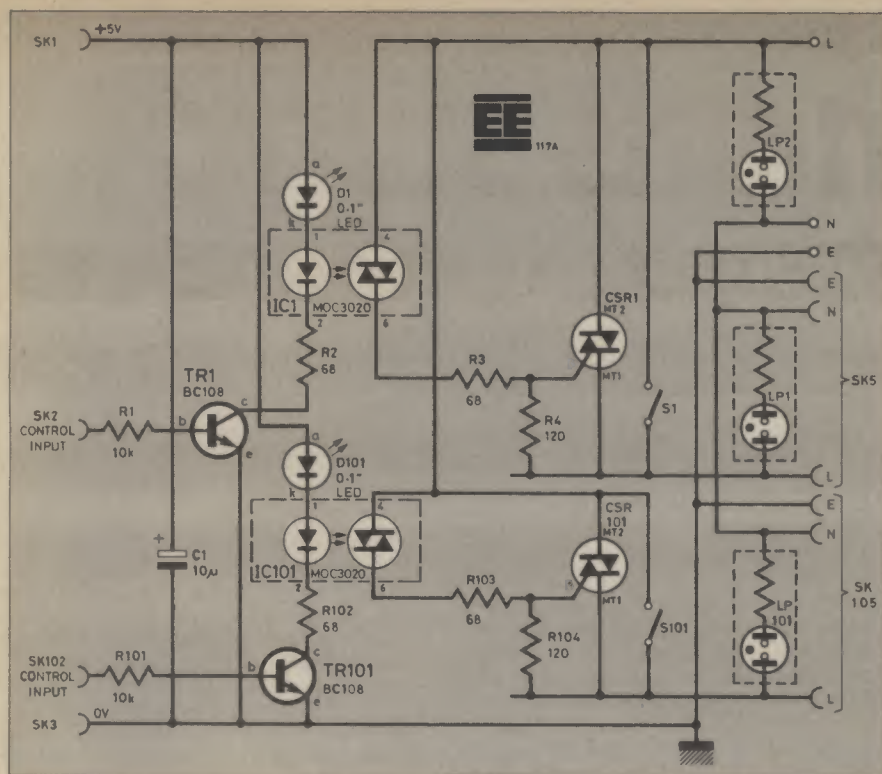 SK1
+5V
L
EE
117A
LP2
a
D1
0·1"
LED
k
N
E
1
4
E
IC1
MOC3020
N
CSR1
MT2
2
6
MT1
TR1
BC108
R2
68
R3
68
SK5
SK2
CONTROL
INPUT
R1
10k
b
c
e
R4
120
S1
LP1
a
D101
0·1"
LED
k
L
E
1
4
CSR
101
MT2
N
C1
10μ
+
IC101
MOC3020
SK
105
2
6
MT1
R102
68
R103
68
R104
120
S101
LP
101
SK102
CONTROL
INPUT
R101
10k
b
c
e
TR101
BC108
L
SK3
0V